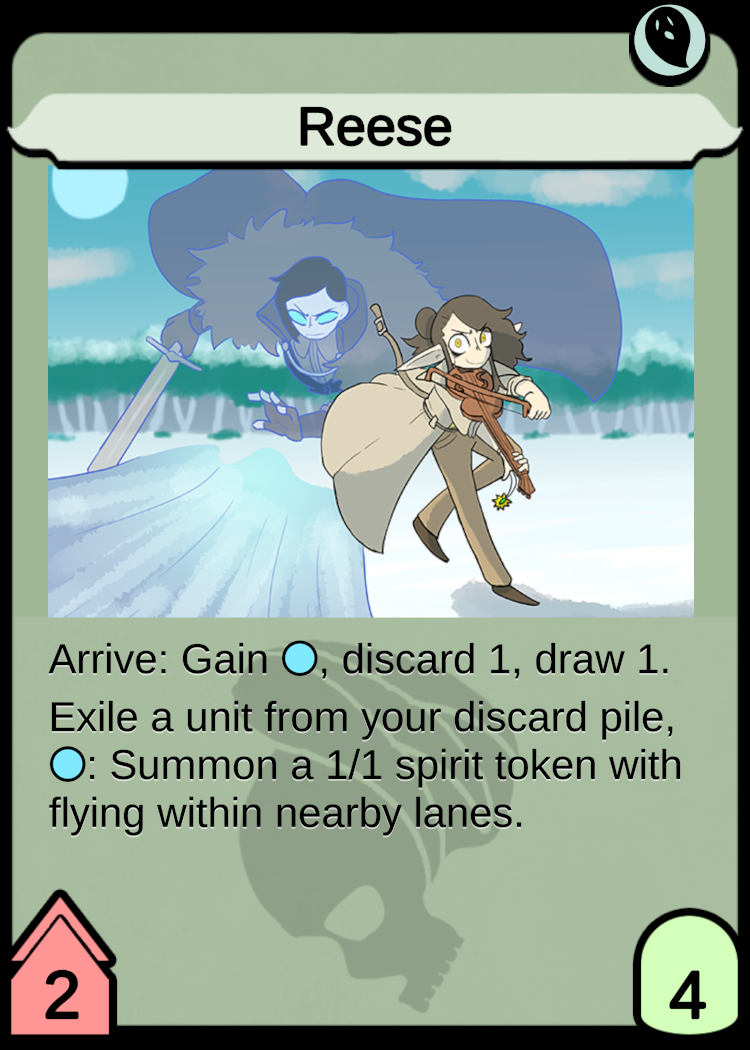 Reese
Arrive: Gain , discard 1, draw 1.
Exile a unit from your discard pile,
: Summon a 1/1 spirit token with
flying within nearby lanes.
2
4